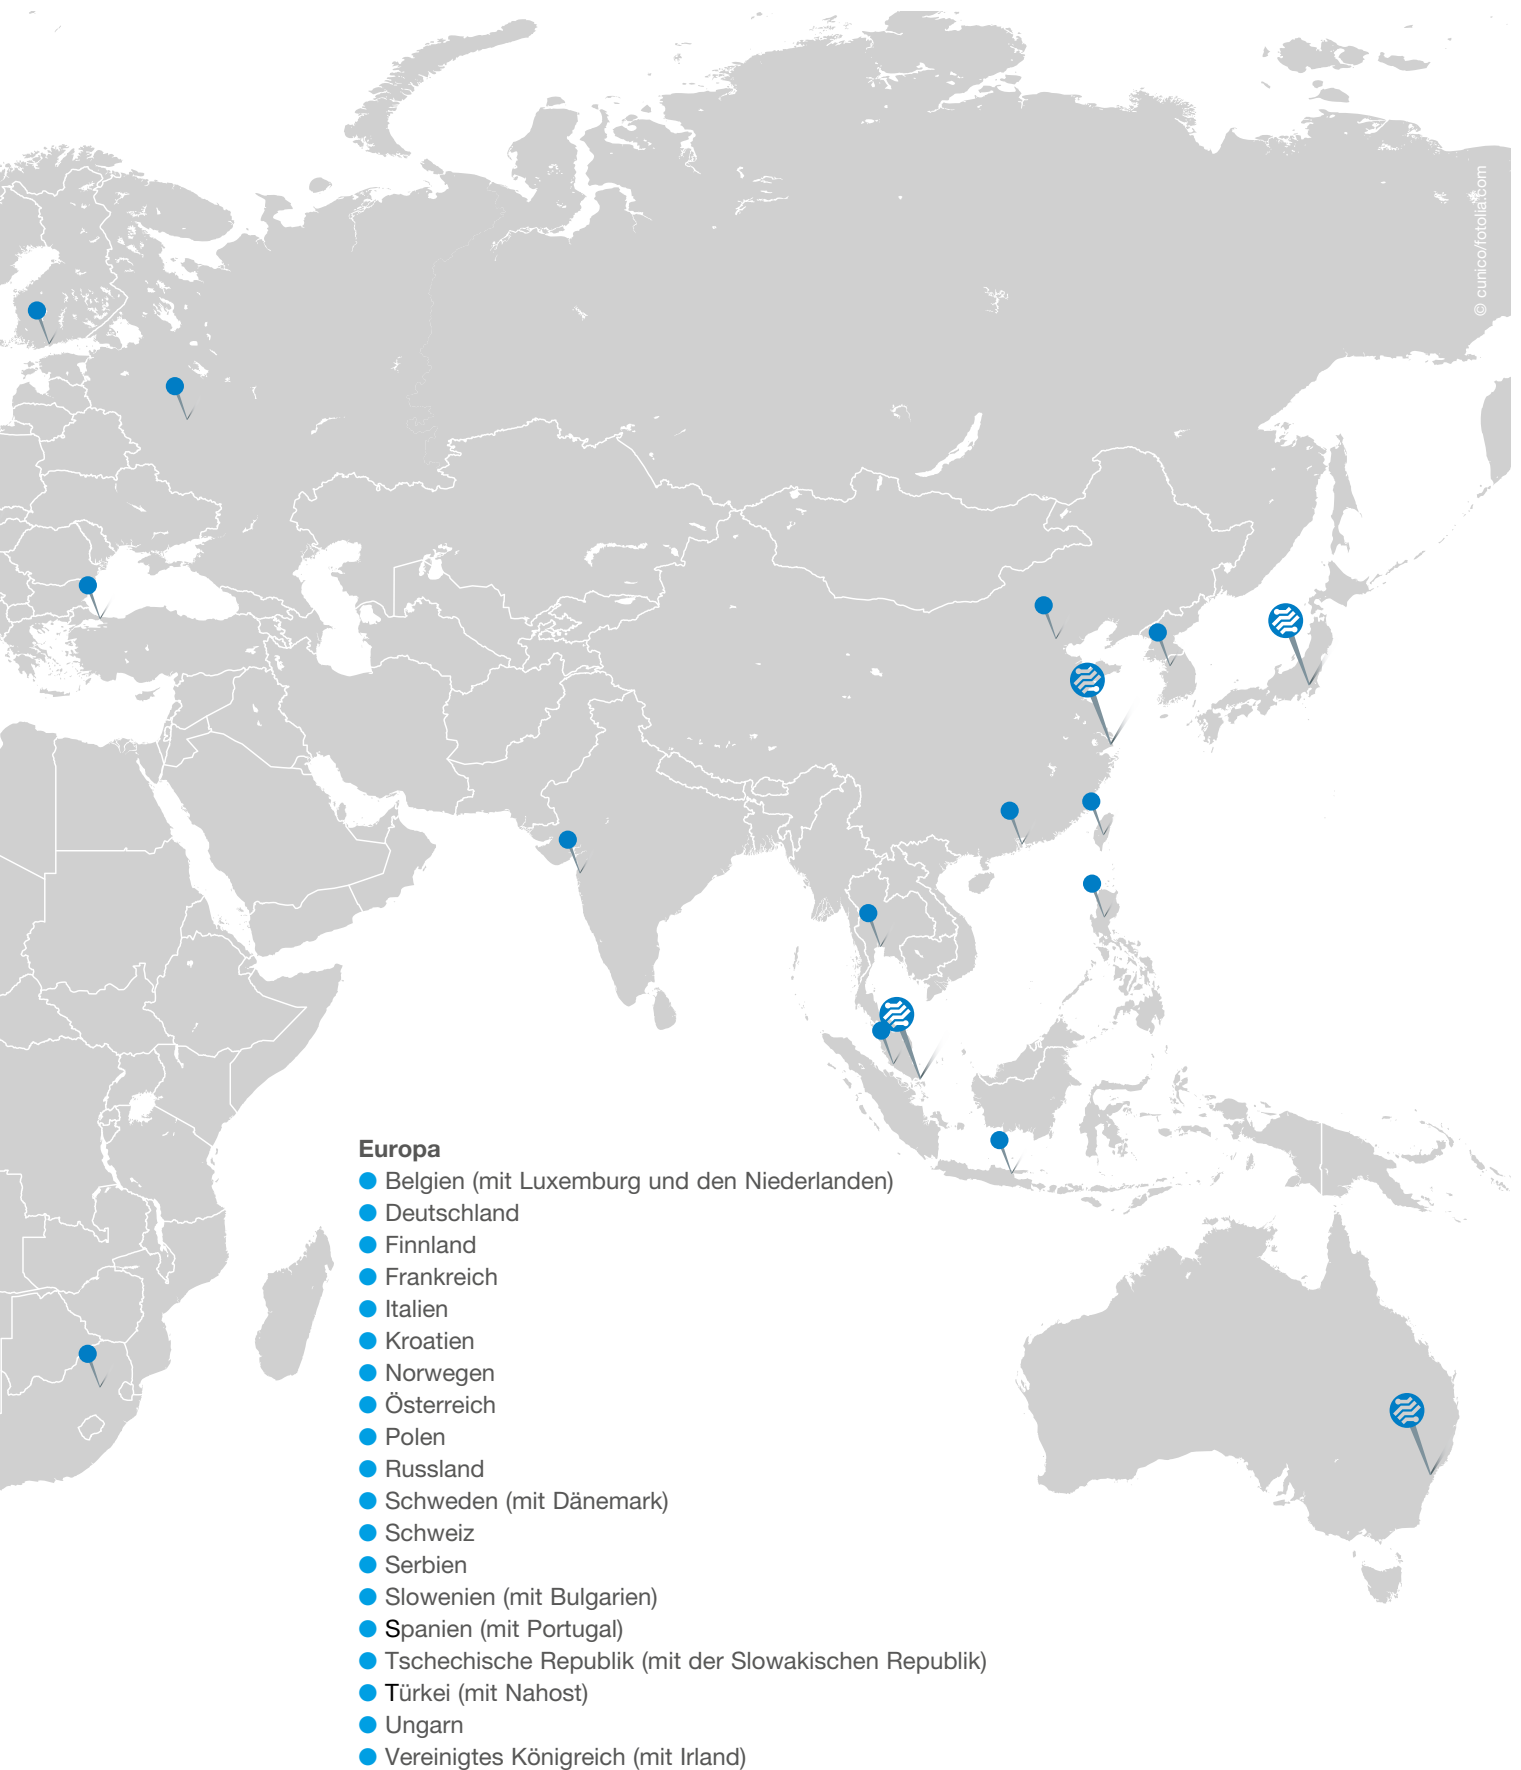 © cunico/fotolia.com
Europa
Belgien (mit Luxemburg und den Niederlanden)
Deutschland
Finnland
Frankreich
Italien
Kroatien
Norwegen
Österreich
Polen
Russland
Schweden (mit Dänemark)
Schweiz
Serbien
Slowenien (mit Bulgarien)
Spanien (mit Portugal)
Tschechische Republik (mit der Slowakischen Republik)
Türkei (mit Nahost)
Ungarn
Vereinigtes Königreich (mit Irland)